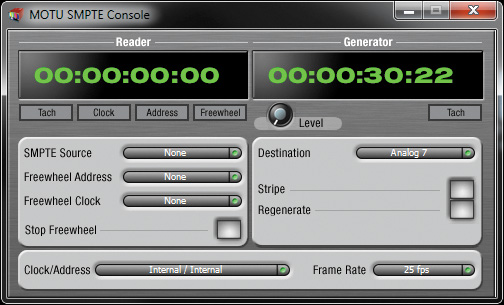 MOTU SMPTE Console
Reader Generator
00:00:00:00 00:00:30:22
Tach Clock Address Freewheel Level Tach
SMPTE Source None Destination Analog 7
Freewheel Address None
Stripe
Freewheel Clock None
Regenerate
Stop Freewheel
Clock/Address Internal / Internal Frame Rate 25 fps